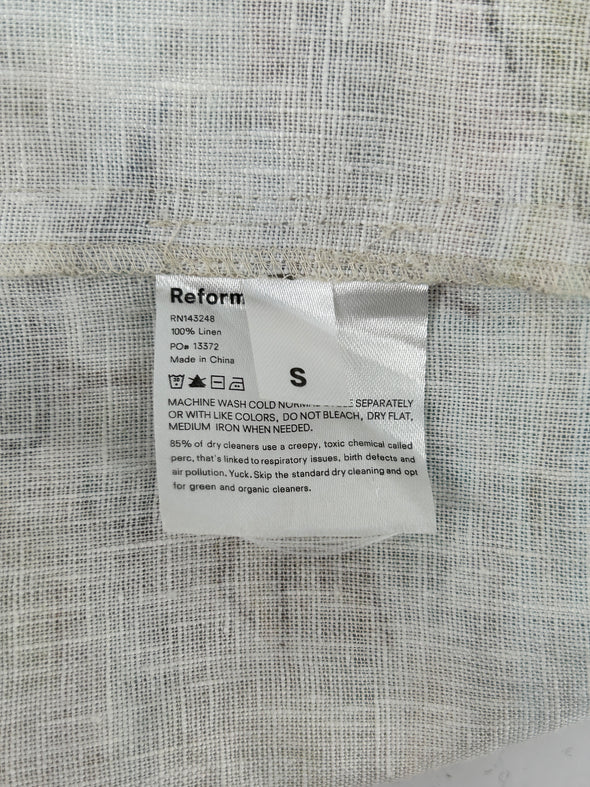 Reform
RN143248
100% Linen
PO# 13372
Made in China
S
30
MACHINE WASH COLD NORMAL SEPARATELY
OR WITH LIKE COLORS, DO NOT BLEACH, DRY FLAT,
MEDIUM IRON WHEN NEEDED.
85% of dry cleaners use a creepy, toxic chemical called
perc, that's linked to respiratory issues, birth defects and
air pollution. Yuck. Skip the standard dry cleaning and opt
for green and organic cleaners.